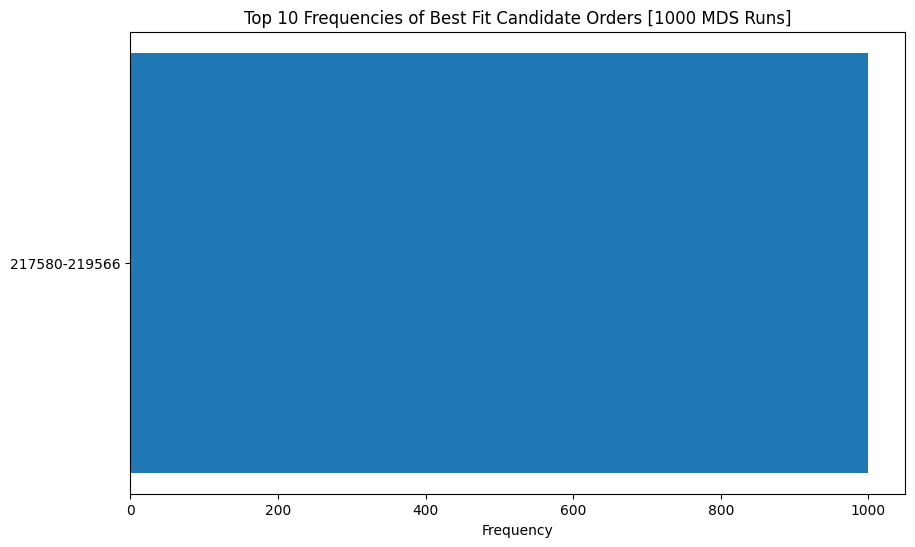 Top 10 Frequencies of Best Fit Candidate Orders [1000 MDS Runs]
217580-219566
0 200 400 600 800 1000
Frequency